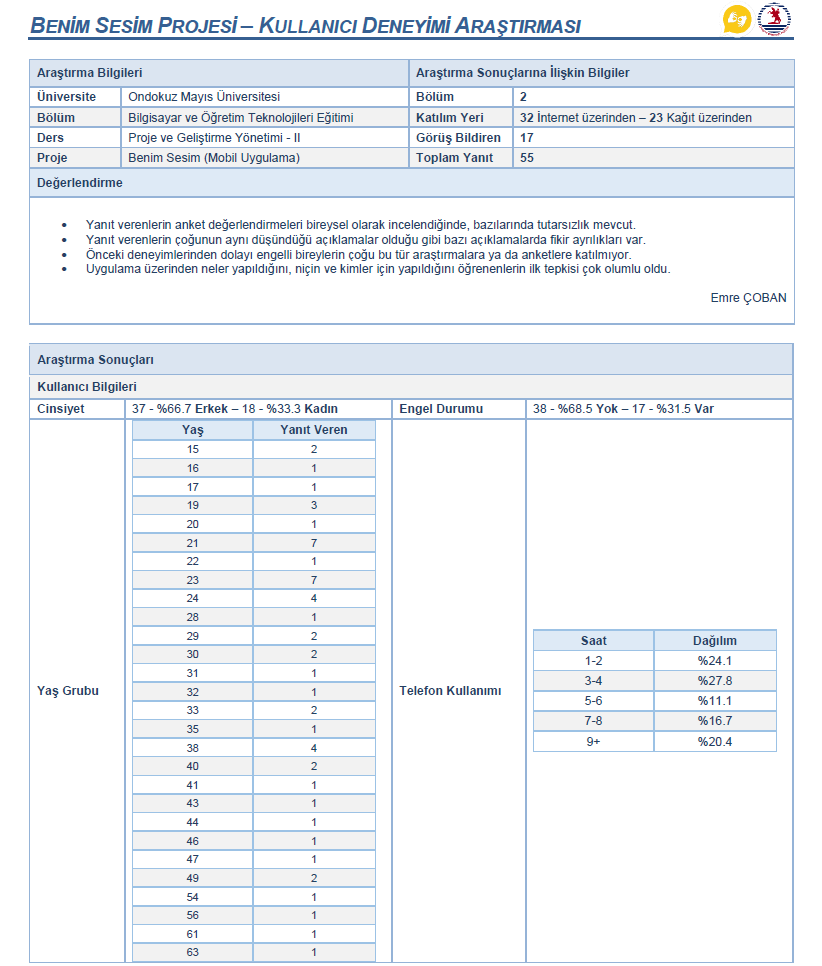 BENİM SESİM PROJESİ – KULLANICI DENEYİMİ ARAŞTIRMASI
Araştırma Bilgileri Araştırma Sonuçlarına İlişkin Bilgiler
Üniversite Ondokuz Mayıs Üniversitesi Bölüm 2
Bölüm Bilgisayar ve Öğretim Teknolojileri Eğitimi Katılım Yeri 32 İnternet üzerinden – 23 Kağıt üzerinden
Ders Proje ve Geliştirme Yönetimi - II Görüş Bildiren 17
Proje Benim Sesim (Mobil Uygulama) Toplam Yanıt 55
Değerlendirme
• Yanıt verenlerin anket değerlendirmeleri bireysel olarak incelendiğinde, bazılarında tutarsızlık mevcut.
• Yanıt verenlerin çoğunun aynı düşündüğü açıklamalar olduğu gibi bazı açıklamalarda fikir ayrılıkları var.
• Önceki deneyimlerinden dolayı engelli bireylerin çoğu bu tür araştırmalara ya da anketlere katılmıyor.
• Uygulama üzerinden neler yapıldığını, niçin ve kimler için yapıldığını öğrenenlerin ilk tepkisi çok olumlu oldu.
Emre ÇOBAN
Araştırma Sonuçları
Kullanıcı Bilgileri
Cinsiyet 37 - %66.7 Erkek – 18 - %33.3 Kadın Engel Durumu 38 - %68.5 Yok – 17 - %31.5 Var
Yaş Grubu
Yaş Yanıt Veren
15 2
16 1
17 1
19 3
20 1
21 7
22 1
23 7
24 4
28 1
29 2
30 2
31 1
32 1
33 2
35 1
38 4
40 2
41 1
43 1
44 1
46 1
47 1
49 2
54 1
56 1
61 1
63 1
Telefon Kullanımı
Saat Dağılım
1-2 %24.1
3-4 %27.8
5-6 %11.1
7-8 %16.7
9+ %20.4